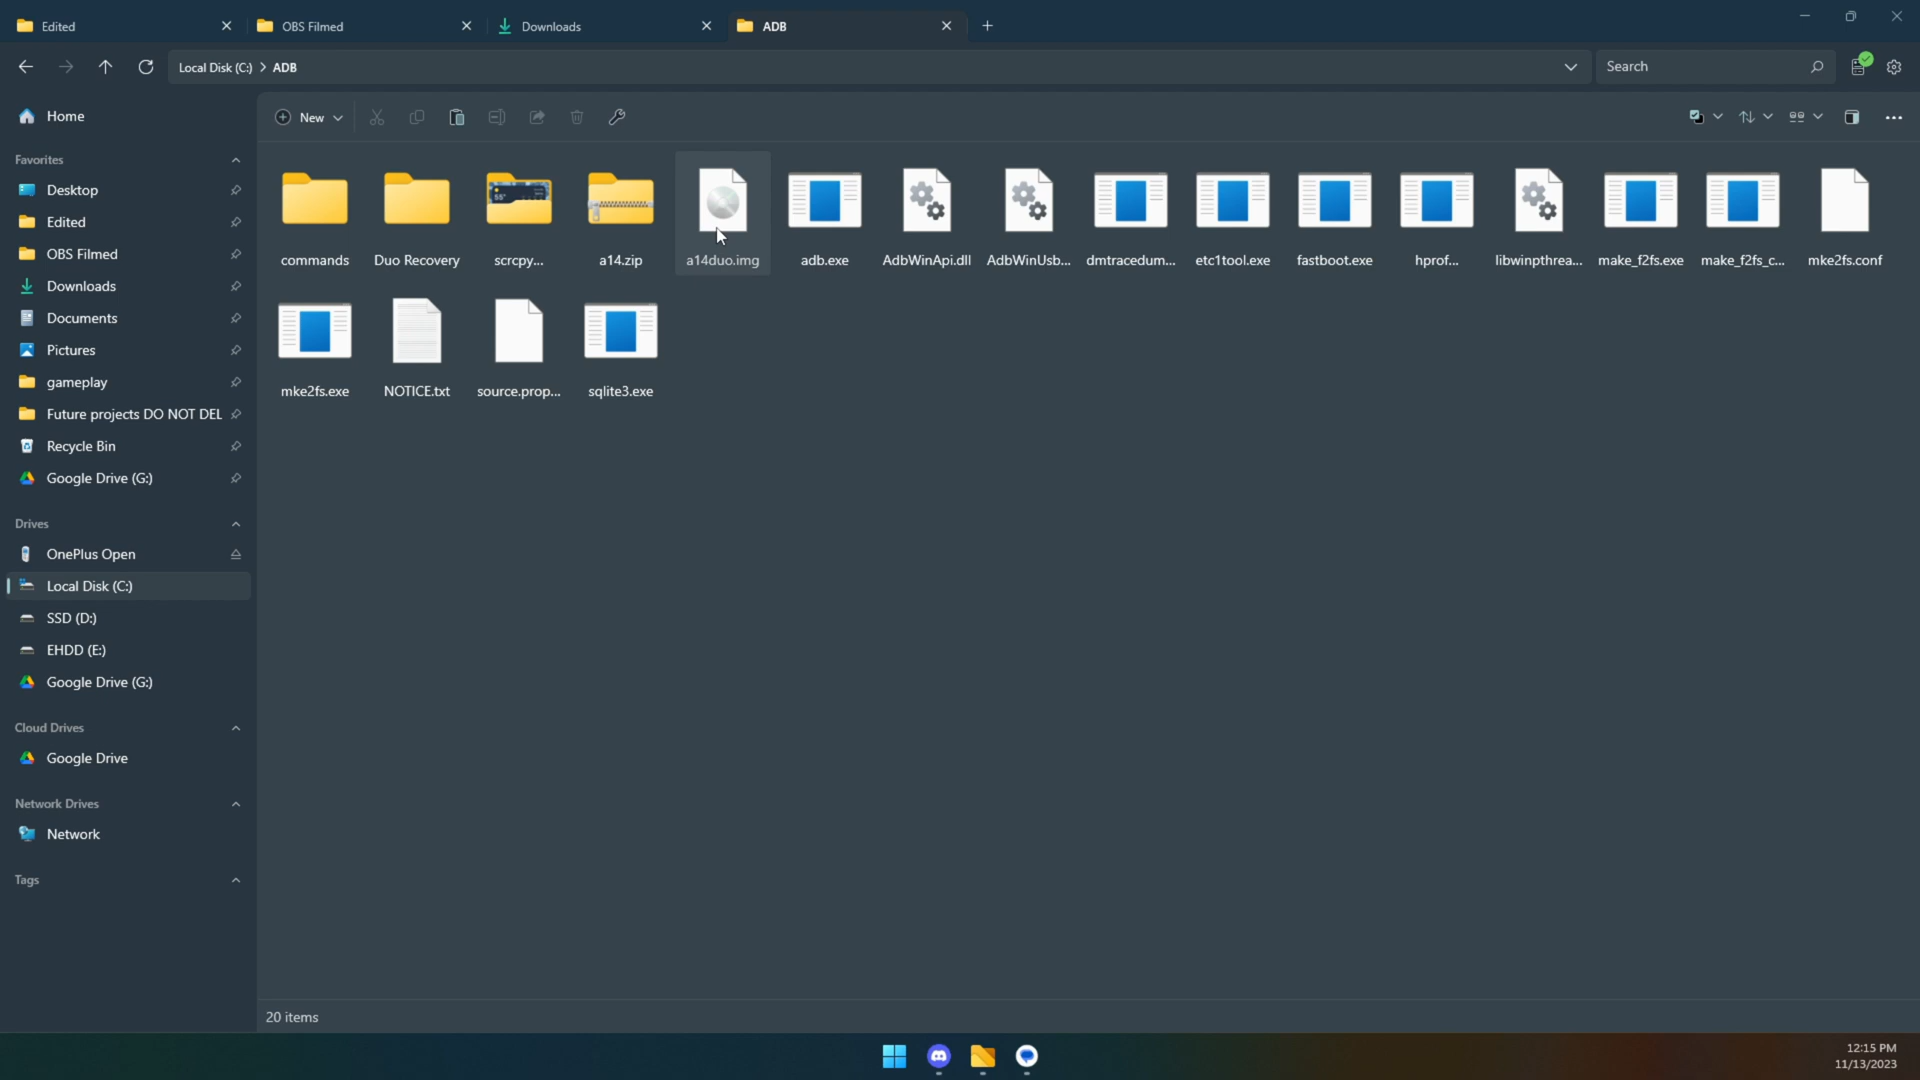 Edited
OBS Filmed
Downloads
ADB
Local Disk (C:) > ADB
Search
Home
New
Favorites
Desktop
Edited
OBS Filmed
Downloads
Documents
Pictures
gameplay
Future projects DO NOT DEL
Recycle Bin
Google Drive (G:)
Drives
OnePlus Open
Local Disk (C:)
SSD (D:)
EHDD (E:)
Google Drive (G:)
Cloud Drives
Google Drive
Network Drives
Network
Tags
55°
commands
Duo Recovery
scrcpy...
a14.zip
a14duo.img
adb.exe
AdbWinApi.dll
AdbWinUsb...
dmtracedum...
etc1tool.exe
fastboot.exe
hprof...
libwinpthrea...
make_f2fs.exe
make_f2fs_c...
mke2fs.conf
mke2fs.exe
NOTICE.txt
source.prop...
sqlite3.exe
20 items
12:15 PM
11/13/2023